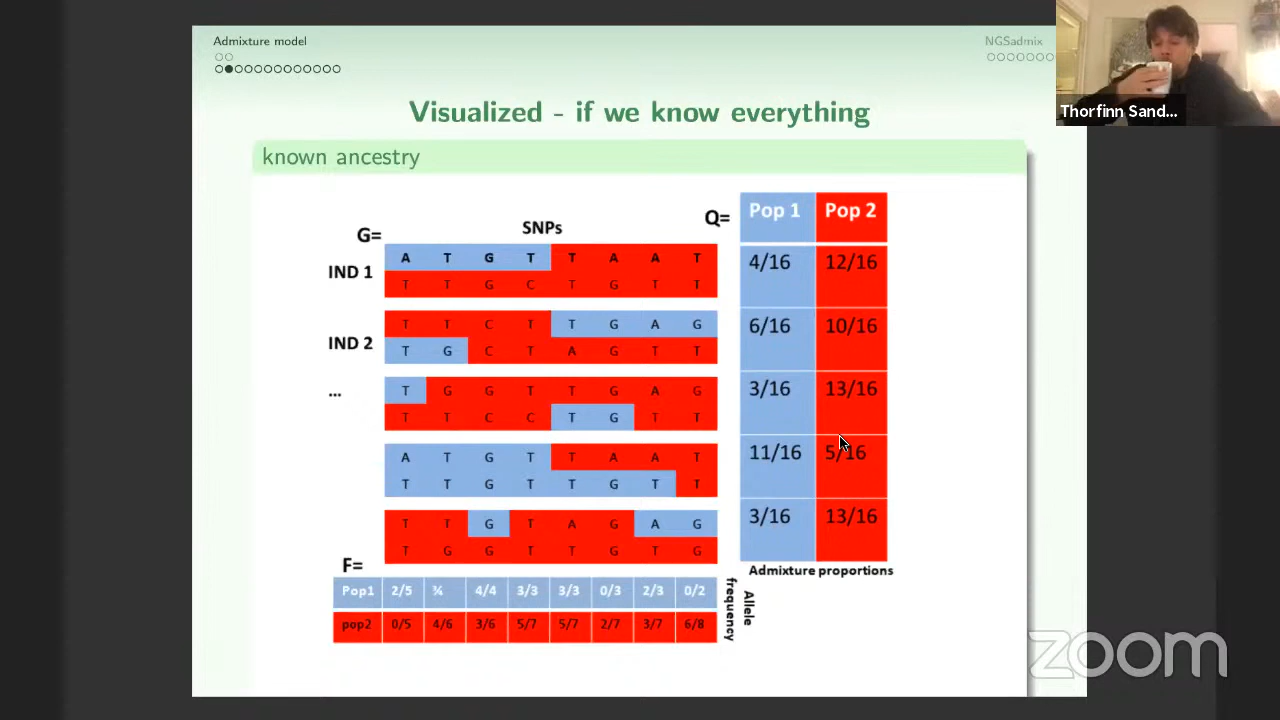 Admixture model
NGSadmix
Thorfinn Sand...
Visualized - if we know everything
known ancestry
Q= Pop 1 Pop 2
SNPs
G=
IND 1
A T G T T A A T
T T G C T G T T
4/16 12/16
IND 2
T T C T T G A G
T G C T A G T T
6/16 10/16
...
T G G T T G A G
T T C C T G T T
3/16 13/16
A T G T T A A T
T T G T T G T T
11/16 5/16
T T G T A G A G
T G G T T G T G
3/16 13/16
F=
Admixture proportions
Pop1 2/5 ¾ 4/4 3/3 3/3 0/3 2/3 0/2
pop2 0/5 4/6 3/6 5/7 5/7 2/7 3/7 6/8
Allele
frequency
zoom